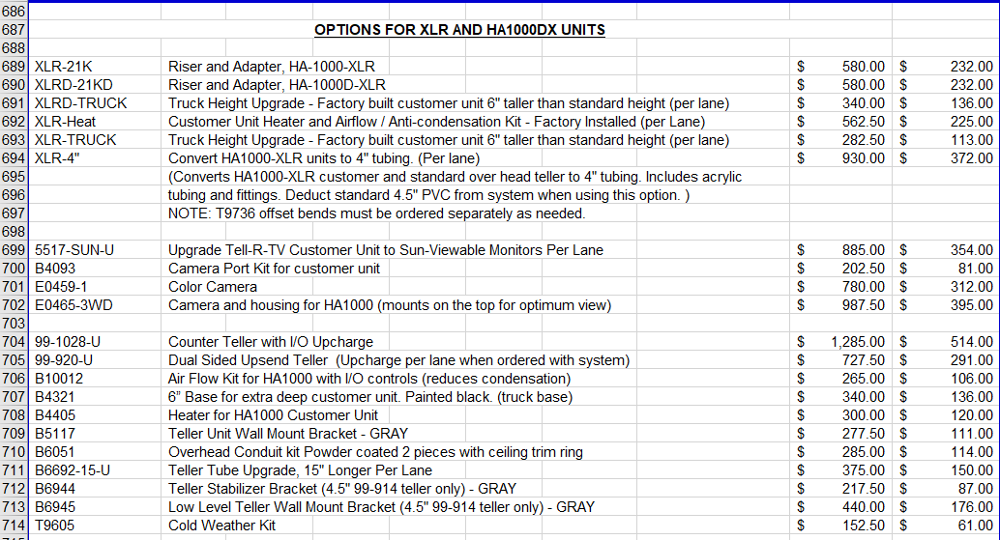 686
687 OPTIONS FOR XLR AND HA1000DX UNITS
688
689 XLR-21K Riser and Adapter, HA-1000-XLR $ 580.00 $ 232.00
690 XLRD-21KD Riser and Adapter, HA-1000D-XLR $ 580.00 $ 232.00
691 XLRD-TRUCK Truck Height Upgrade - Factory built customer unit 6" taller than standard height (per lane) $ 340.00 $ 136.00
692 XLR-Heat Customer Unit Heater and Airflow / Anti-condensation Kit - Factory Installed (per Lane) $ 562.50 $ 225.00
693 XLR-TRUCK Truck Height Upgrade - Factory built customer unit 6" taller than standard height (per lane) $ 282.50 $ 113.00
694 XLR-4" Convert HA1000-XLR units to 4" tubing. (Per lane) $ 930.00 $ 372.00
695 (Converts HA1000-XLR customer and standard over head teller to 4" tubing. Includes acrylic
696 tubing and fittings. Deduct standard 4.5" PVC from system when using this option. )
697 NOTE: T9736 offset bends must be ordered separately as needed.
698
699 5517-SUN-U Upgrade Tell-R-TV Customer Unit to Sun-Viewable Monitors Per Lane $ 885.00 $ 354.00
700 B4093 Camera Port Kit for customer unit $ 202.50 $ 81.00
701 E0459-1 Color Camera $ 780.00 $ 312.00
702 E0465-3WD Camera and housing for HA1000 (mounts on the top for optimum view) $ 987.50 $ 395.00
703
704 99-1028-U Counter Teller with I/O Upcharge $ 1,285.00 $ 514.00
705 99-920-U Dual Sided Upsend Teller (Upcharge per lane when ordered with system) $ 727.50 $ 291.00
706 B10012 Air Flow Kit for HA1000 with I/O controls (reduces condensation) $ 265.00 $ 106.00
707 B4321 6” Base for extra deep customer unit. Painted black. (truck base) $ 340.00 $ 136.00
708 B4405 Heater for HA1000 Customer Unit $ 300.00 $ 120.00
709 B5117 Teller Unit Wall Mount Bracket - GRAY $ 277.50 $ 111.00
710 B6051 Overhead Conduit kit Powder coated 2 pieces with ceiling trim ring $ 285.00 $ 114.00
711 B6692-15-U Teller Tube Upgrade, 15" Longer Per Lane $ 375.00 $ 150.00
712 B6944 Teller Stabilizer Bracket (4.5" 99-914 teller only) - GRAY $ 217.50 $ 87.00
713 B6945 Low Level Teller Wall Mount Bracket (4.5" 99-914 teller only) - GRAY $ 440.00 $ 176.00
714 T9605 Cold Weather Kit $ 152.50 $ 61.00